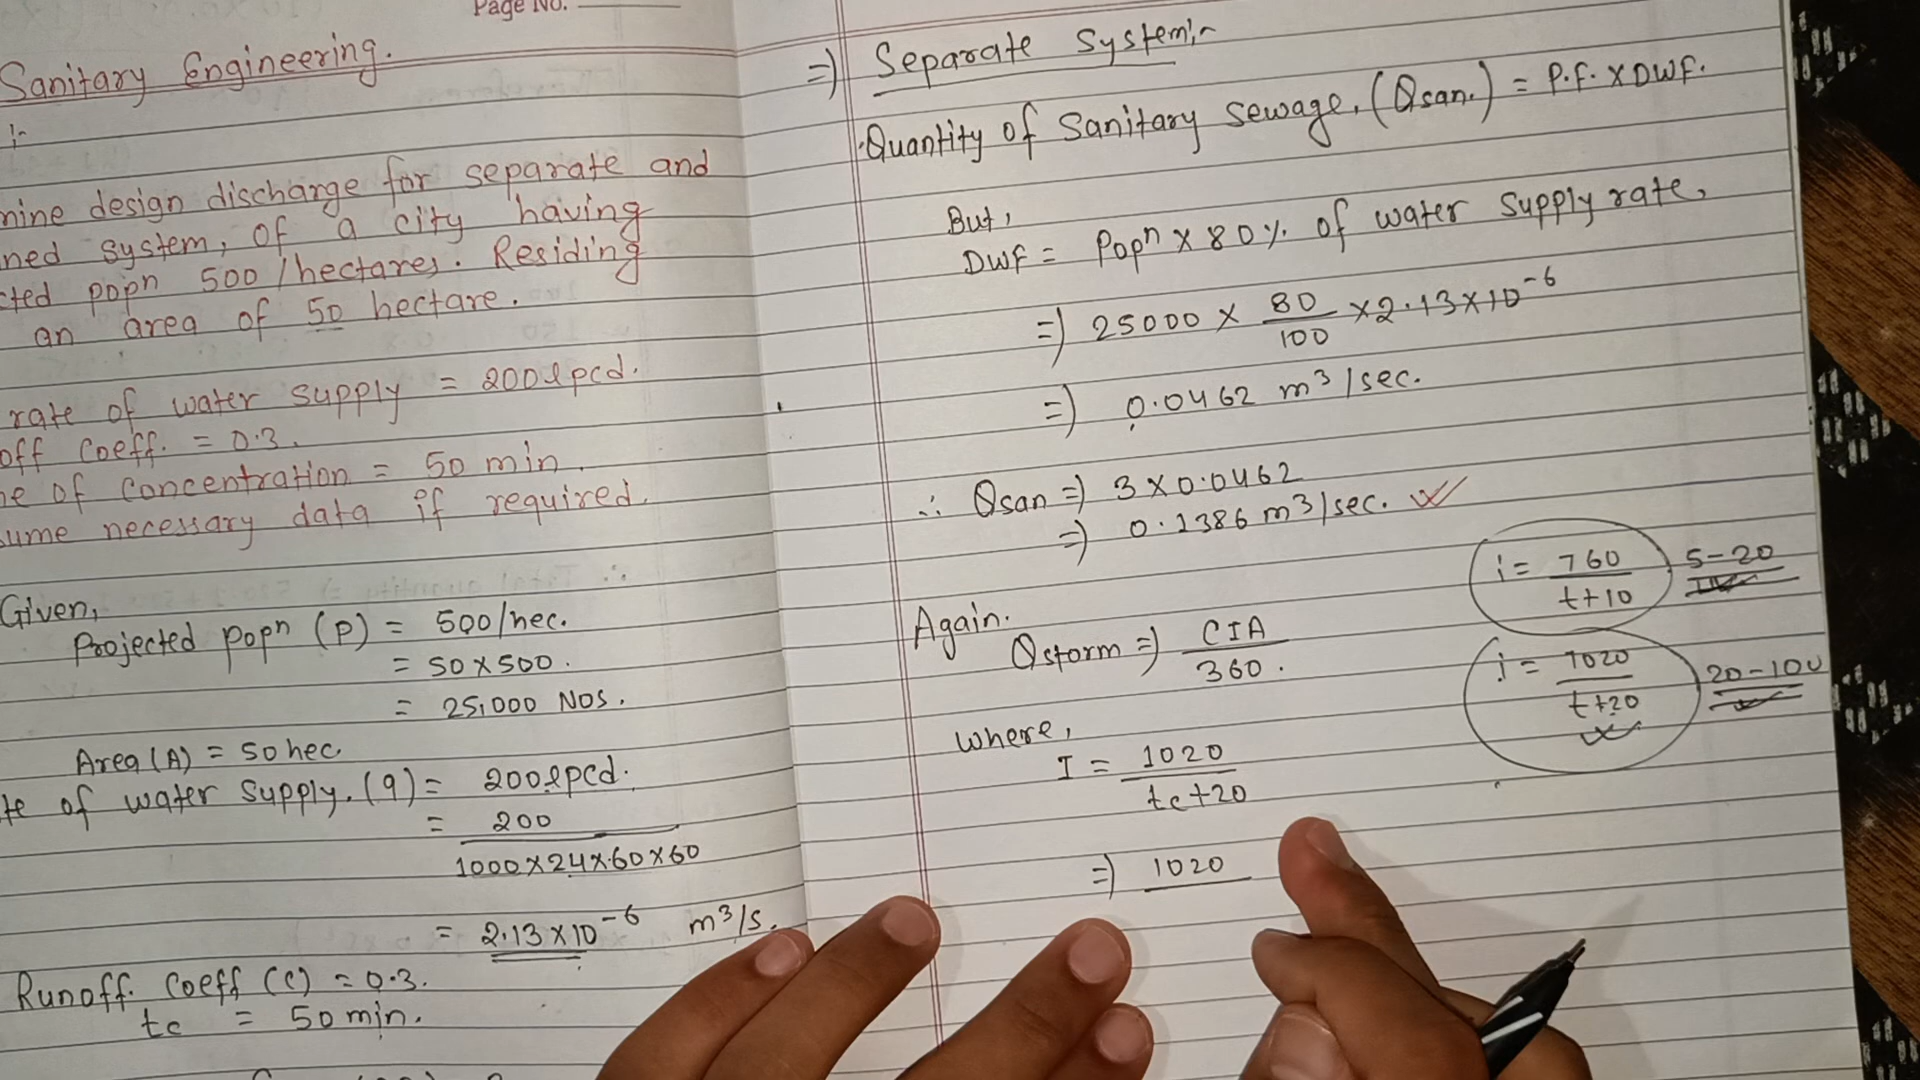 Page No.
Sanitary Engineering.
:-
mine design discharge for separate and
ned system, of a city having
cted popn 500/hectares. Residing
an area of 50 hectare.
rate of water supply = 200lpcd.
off Coeff. = 0.3.
ne of Concentration = 50 min.
ume necessary data if required.
Given,
Projected popn (P) = 500/hec.
= 50 x 500.
= 25,000 Nos.
Area (A) = 50 hec.
te of water supply. (q) = 200lpcd.
= 200
1000 x 24 x 60 x 60
= 2.13 x 10^-6 m³/s.
Runoff. Coeff (C) = 0.3.
tc = 50 min.
=) Separate System:-
Quantity of Sanitary Sewage. (Qsan.) = P.F. x DWF.
But,
DWF = Popn x 80% of water supply rate,
=) 25000 x 80/100 x 2.13 x 10^-6
=) 0.0462 m³/sec.
∴ Qsan =) 3 x 0.0462
=) 0.1386 m³/sec.
i = 760/t+10 5-20
Again.
Qstorm =) CIA/360.
i = 1020/t+20 20-100
where,
I = 1020/tc+20
=) 1020